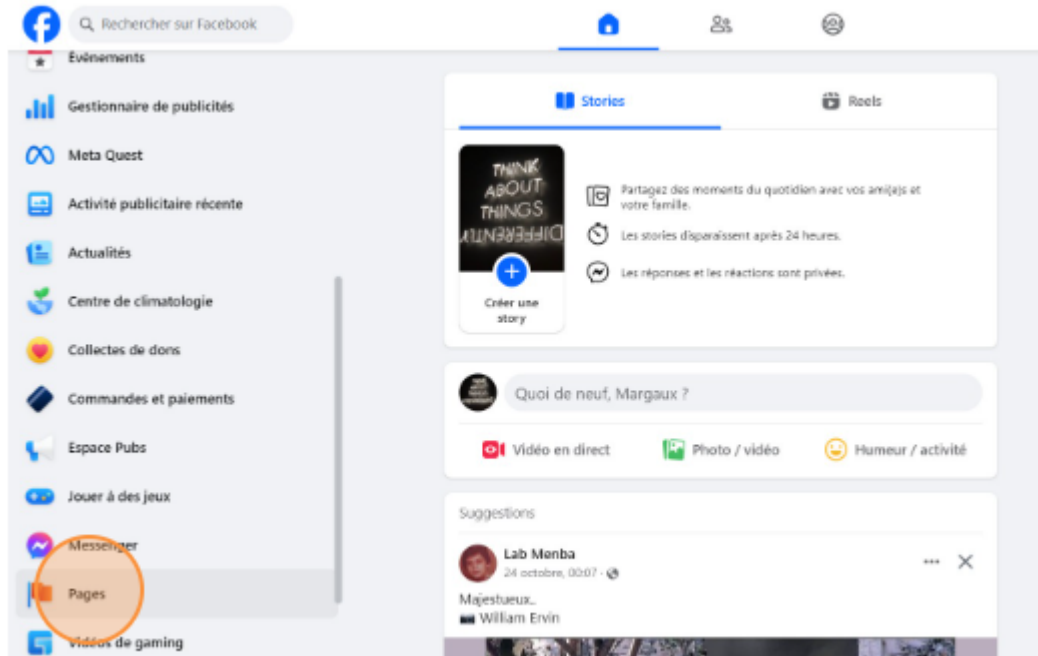 Rechercher sur Facebook
Évènements
Gestionnaire de publicités
Meta Quest
Activité publicitaire récente
Actualités
Centre de climatologie
Collectes de dons
Commandes et paiements
Espace Pubs
Jouer à des jeux
Messenger
Pages
Vidéos de gaming
Stories
Reels
THINK
ABOUT
THINGS
DIFFERENTLY
Créer une
story
Partagez des moments du quotidien avec vos ami(e)s et
votre famille.
Les stories disparaissent après 24 heures.
Les réponses et les réactions sont privées.
Quoi de neuf, Margaux ?
Vidéo en direct
Photo / vidéo
Humeur / activité
Suggestions
Lab Menba
24 octobre, 00:07 ·
Majestueux..
William Ervin